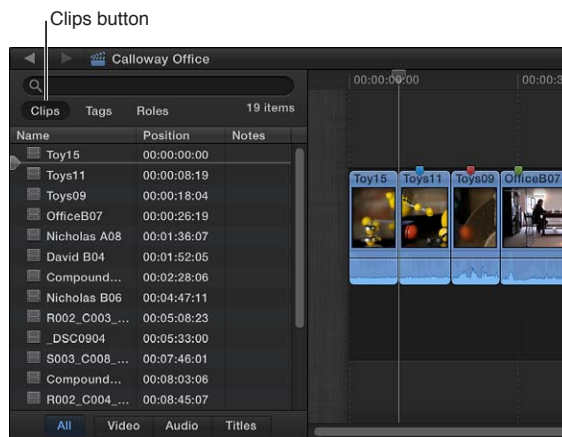 Clips button
Calloway Office
Clips Tags Roles 19 items
Name Position Notes
Toy15 00:00:00:00
Toys11 00:00:08:19
Toys09 00:00:18:04
OfficeB07 00:00:26:19
Nicholas A08 00:01:36:07
David B04 00:01:52:05
Compound... 00:02:28:06
Nicholas B06 00:04:47:11
R002_C003_... 00:05:08:23
_DSC0904 00:05:33:00
S003_C008_... 00:07:46:01
Compound... 00:08:03:06
R002_C004_... 00:08:45:07
All Video Audio Titles
00:00:00:00 00:00:3
Toy15 Toys11 Toys09 OfficeB07